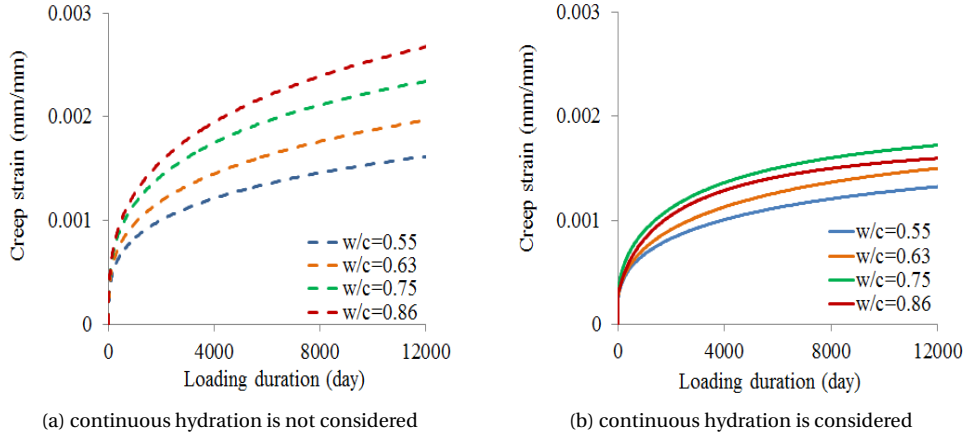 0.003
0.002
0.001
0
Creep strain (mm/mm)
w/c=0.55
w/c=0.63
w/c=0.75
w/c=0.86
0 4000 8000 12000
Loading duration (day)
(a) continuous hydration is not considered
0.003
0.002
0.001
0
Creep strain (mm/mm)
w/c=0.55
w/c=0.63
w/c=0.75
w/c=0.86
0 4000 8000 12000
Loading duration (day)
(b) continuous hydration is considered